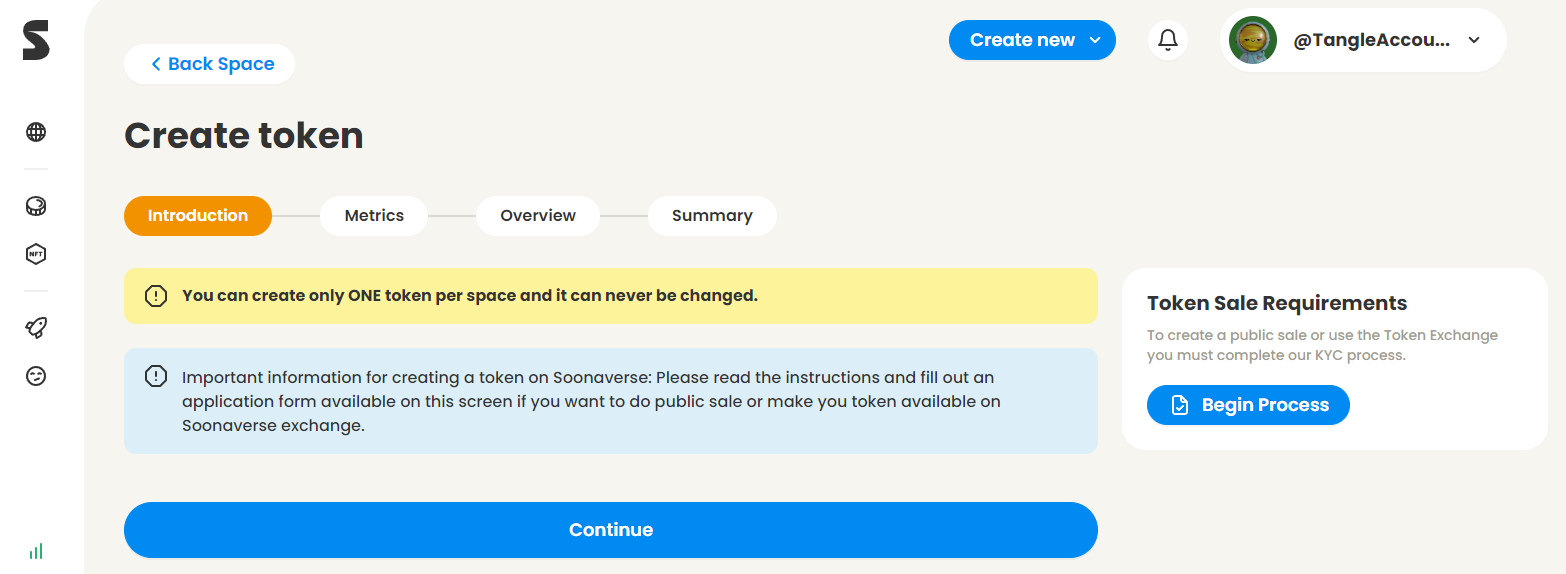 Create new
@TangleAccou...
Back Space
Create token
Introduction
Metrics
Overview
Summary
You can create only ONE token per space and it can never be changed.
Important information for creating a token on Soonaverse: Please read the instructions and fill out an
application form available on this screen if you want to do public sale or make you token available on
Soonaverse exchange.
Continue
Token Sale Requirements
To create a public sale or use the Token Exchange
you must complete our KYC process.
Begin Process
NFT